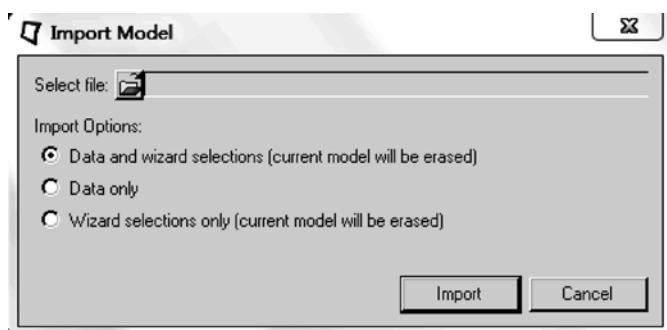 Import Model
Select file:
Import Options:
Data and wizard selections (current model will be erased)
Data only
Wizard selections only (current model will be erased)
Import Cancel